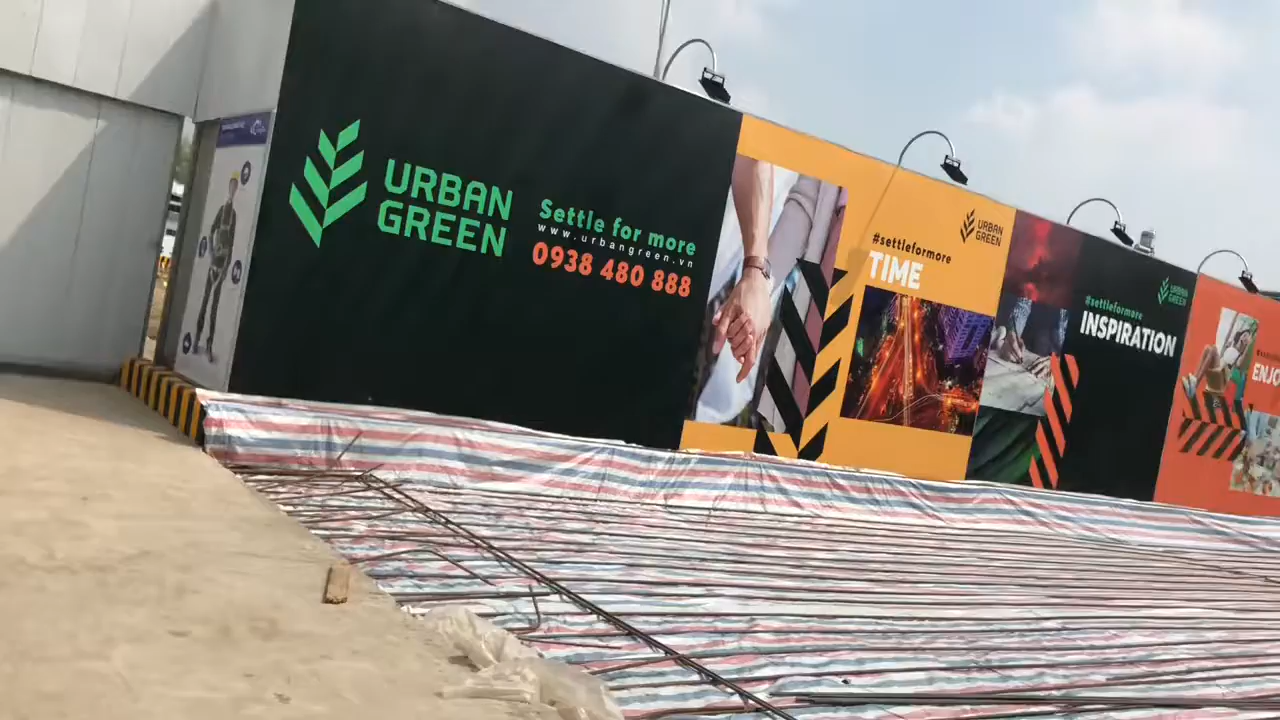 URBAN
GREEN
Settle for more
www.urbangreen.vn
0938 480 888
#settleformore
TIME
URBAN
GREEN
#settleformore
INSPIRATION
URBAN
GREEN